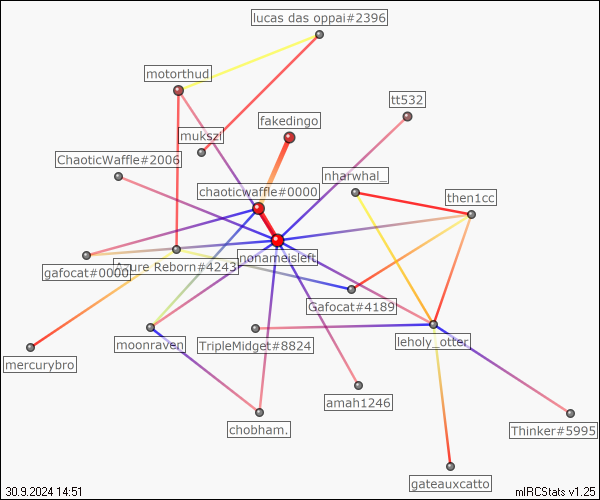 lucas das oppai#2396
motorthud
tt532
fakedingo
mukszi
ChaoticWaffle#2006
nharwhal_
chaoticwaffle#0000
then1cc
nonameisleft
gafocat#0000
Azure Reborn#4243
Gafocat#4189
moonraven
TripleMidget#8824
leholy_otter
mercurybro
amah1246
chobham.
Thinker#5995
gateauxcatto
30.9.2024 14:51
mIRCStats v1.25